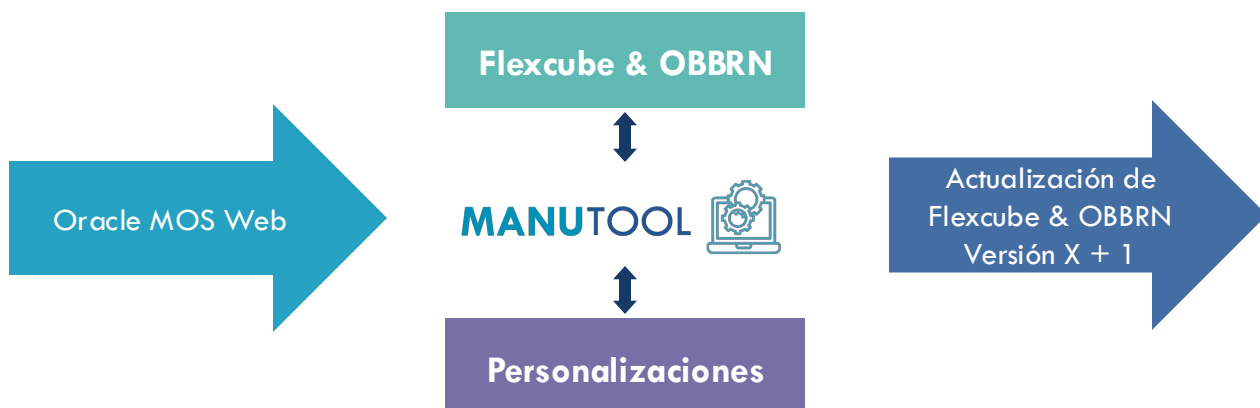 Flexcube & OBBRN
Oracle MOS Web
MANUTOOL
Actualización de
Flexcube & OBBRN
Versión X + 1
Personalizaciones